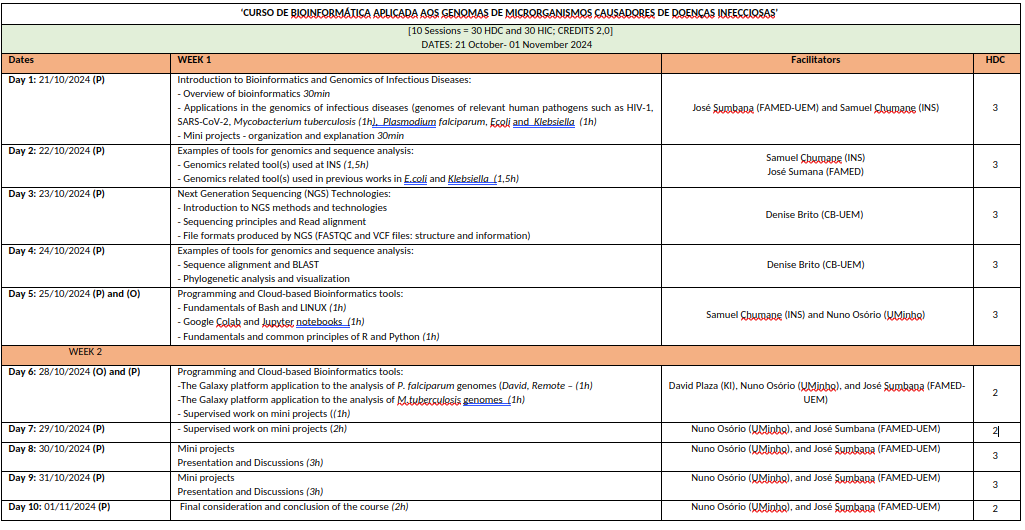 'CURSO DE BIOINFORMÁTICA APLICADA AOS GENOMAS DE MICRORGANISMOS CAUSADORES DE DOENÇAS INFECCIOSAS'
[10 Sessions = 30 HDC and 30 HIC; CREDITS 2,0]
DATES: 21 October- 01 November 2024
Dates WEEK 1 Facilitators HDC
Day 1: 21/10/2024 (P) Introduction to Bioinformatics and Genomics of Infectious Diseases:
- Overview of bioinformatics 30min
- Applications in the genomics of infectious diseases (genomes of relevant human pathogens such as HIV-1,
SARS-CoV-2, Mycobacterium tuberculosis (1h), Plasmodium falciparum, Ecoli and Klebsiella (1h)
- Mini projects - organization and explanation 30min
José Sumbana (FAMED-UEM) and Samuel Chumane (INS) 3
Day 2: 22/10/2024 (P) Examples of tools for genomics and sequence analysis:
- Genomics related tool(s) used at INS (1,5h)
- Genomics related tool(s) used in previous works in E.coli and Klebsiella (1,5h)
Samuel Chumane (INS)
José Sumana (FAMED)
3
Day 3: 23/10/2024 (P) Next Generation Sequencing (NGS) Technologies:
- Introduction to NGS methods and technologies
- Sequencing principles and Read alignment
- File formats produced by NGS (FASTQC and VCF files: structure and information)
Denise Brito (CB-UEM) 3
Day 4: 24/10/2024 (P) Examples of tools for genomics and sequence analysis:
- Sequence alignment and BLAST
- Phylogenetic analysis and visualization
Denise Brito (CB-UEM) 3
Day 5: 25/10/2024 (P) and (O) Programming and Cloud-based Bioinformatics tools:
- Fundamentals of Bash and LINUX (1h)
- Google Colab and Jupyter notebooks (1h)
- Fundamentals and common principles of R and Python (1h)
Samuel Chumane (INS) and Nuno Osório (UMinho) 3
WEEK 2
Day 6: 28/10/2024 (O) and (P) Programming and Cloud-based Bioinformatics tools:
-The Galaxy platform application to the analysis of P. falciparum genomes (David, Remote – (1h)
-The Galaxy platform application to the analysis of M.tuberculosis genomes (1h)
- Supervised work on mini projects ((1h)
David Plaza (KI), Nuno Osório (UMinho), and José Sumbana (FAMED-
UEM)
2
Day 7: 29/10/2024 (P) - Supervised work on mini projects (2h) Nuno Osório (UMinho), and José Sumbana (FAMED-UEM) 2
Day 8: 30/10/2024 (P) Mini projects Nuno Osório (UMinho), and José Sumbana (FAMED-UEM) 3
Presentation and Discussions (3h)
Day 9: 31/10/2024 (P) Mini projects Nuno Osório (UMinho), and José Sumbana (FAMED-UEM) 3
Presentation and Discussions (3h)
Day 10: 01/11/2024 (P) Final consideration and conclusion of the course (2h) Nuno Osório (UMinho), and José Sumbana (FAMED-UEM) 2